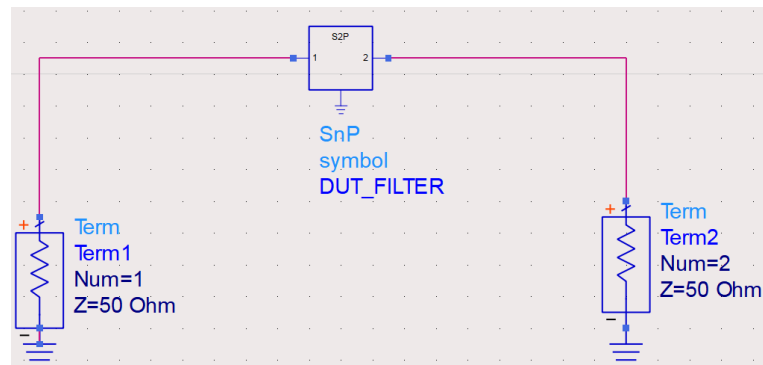 S2P
1
2
SnP
symbol
DUT_FILTER
+
Term
Term1
Num=1
Z=50 Ohm
−
+
Term
Term2
Num=2
Z=50 Ohm
−